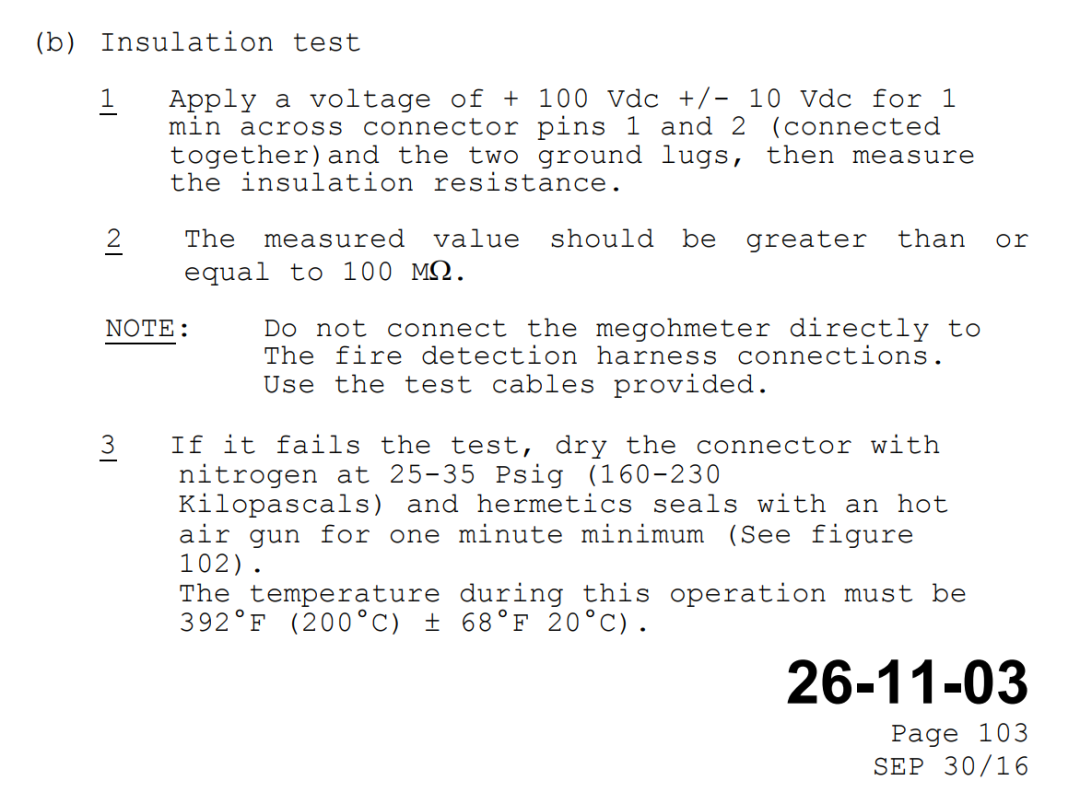 (b) Insulation test
1 Apply a voltage of + 100 Vdc +/- 10 Vdc for 1
min across connector pins 1 and 2 (connected
together)and the two ground lugs, then measure
the insulation resistance.
2 The measured value should be greater than or
equal to 100 MΩ.
NOTE: Do not connect the megohmeter directly to
The fire detection harness connections.
Use the test cables provided.
3 If it fails the test, dry the connector with
nitrogen at 25-35 Psig (160-230
Kilopascals) and hermetics seals with an hot
air gun for one minute minimum (See figure
102).
The temperature during this operation must be
392°F (200°C) ± 68°F 20°C).
26-11-03
Page 103
SEP 30/16